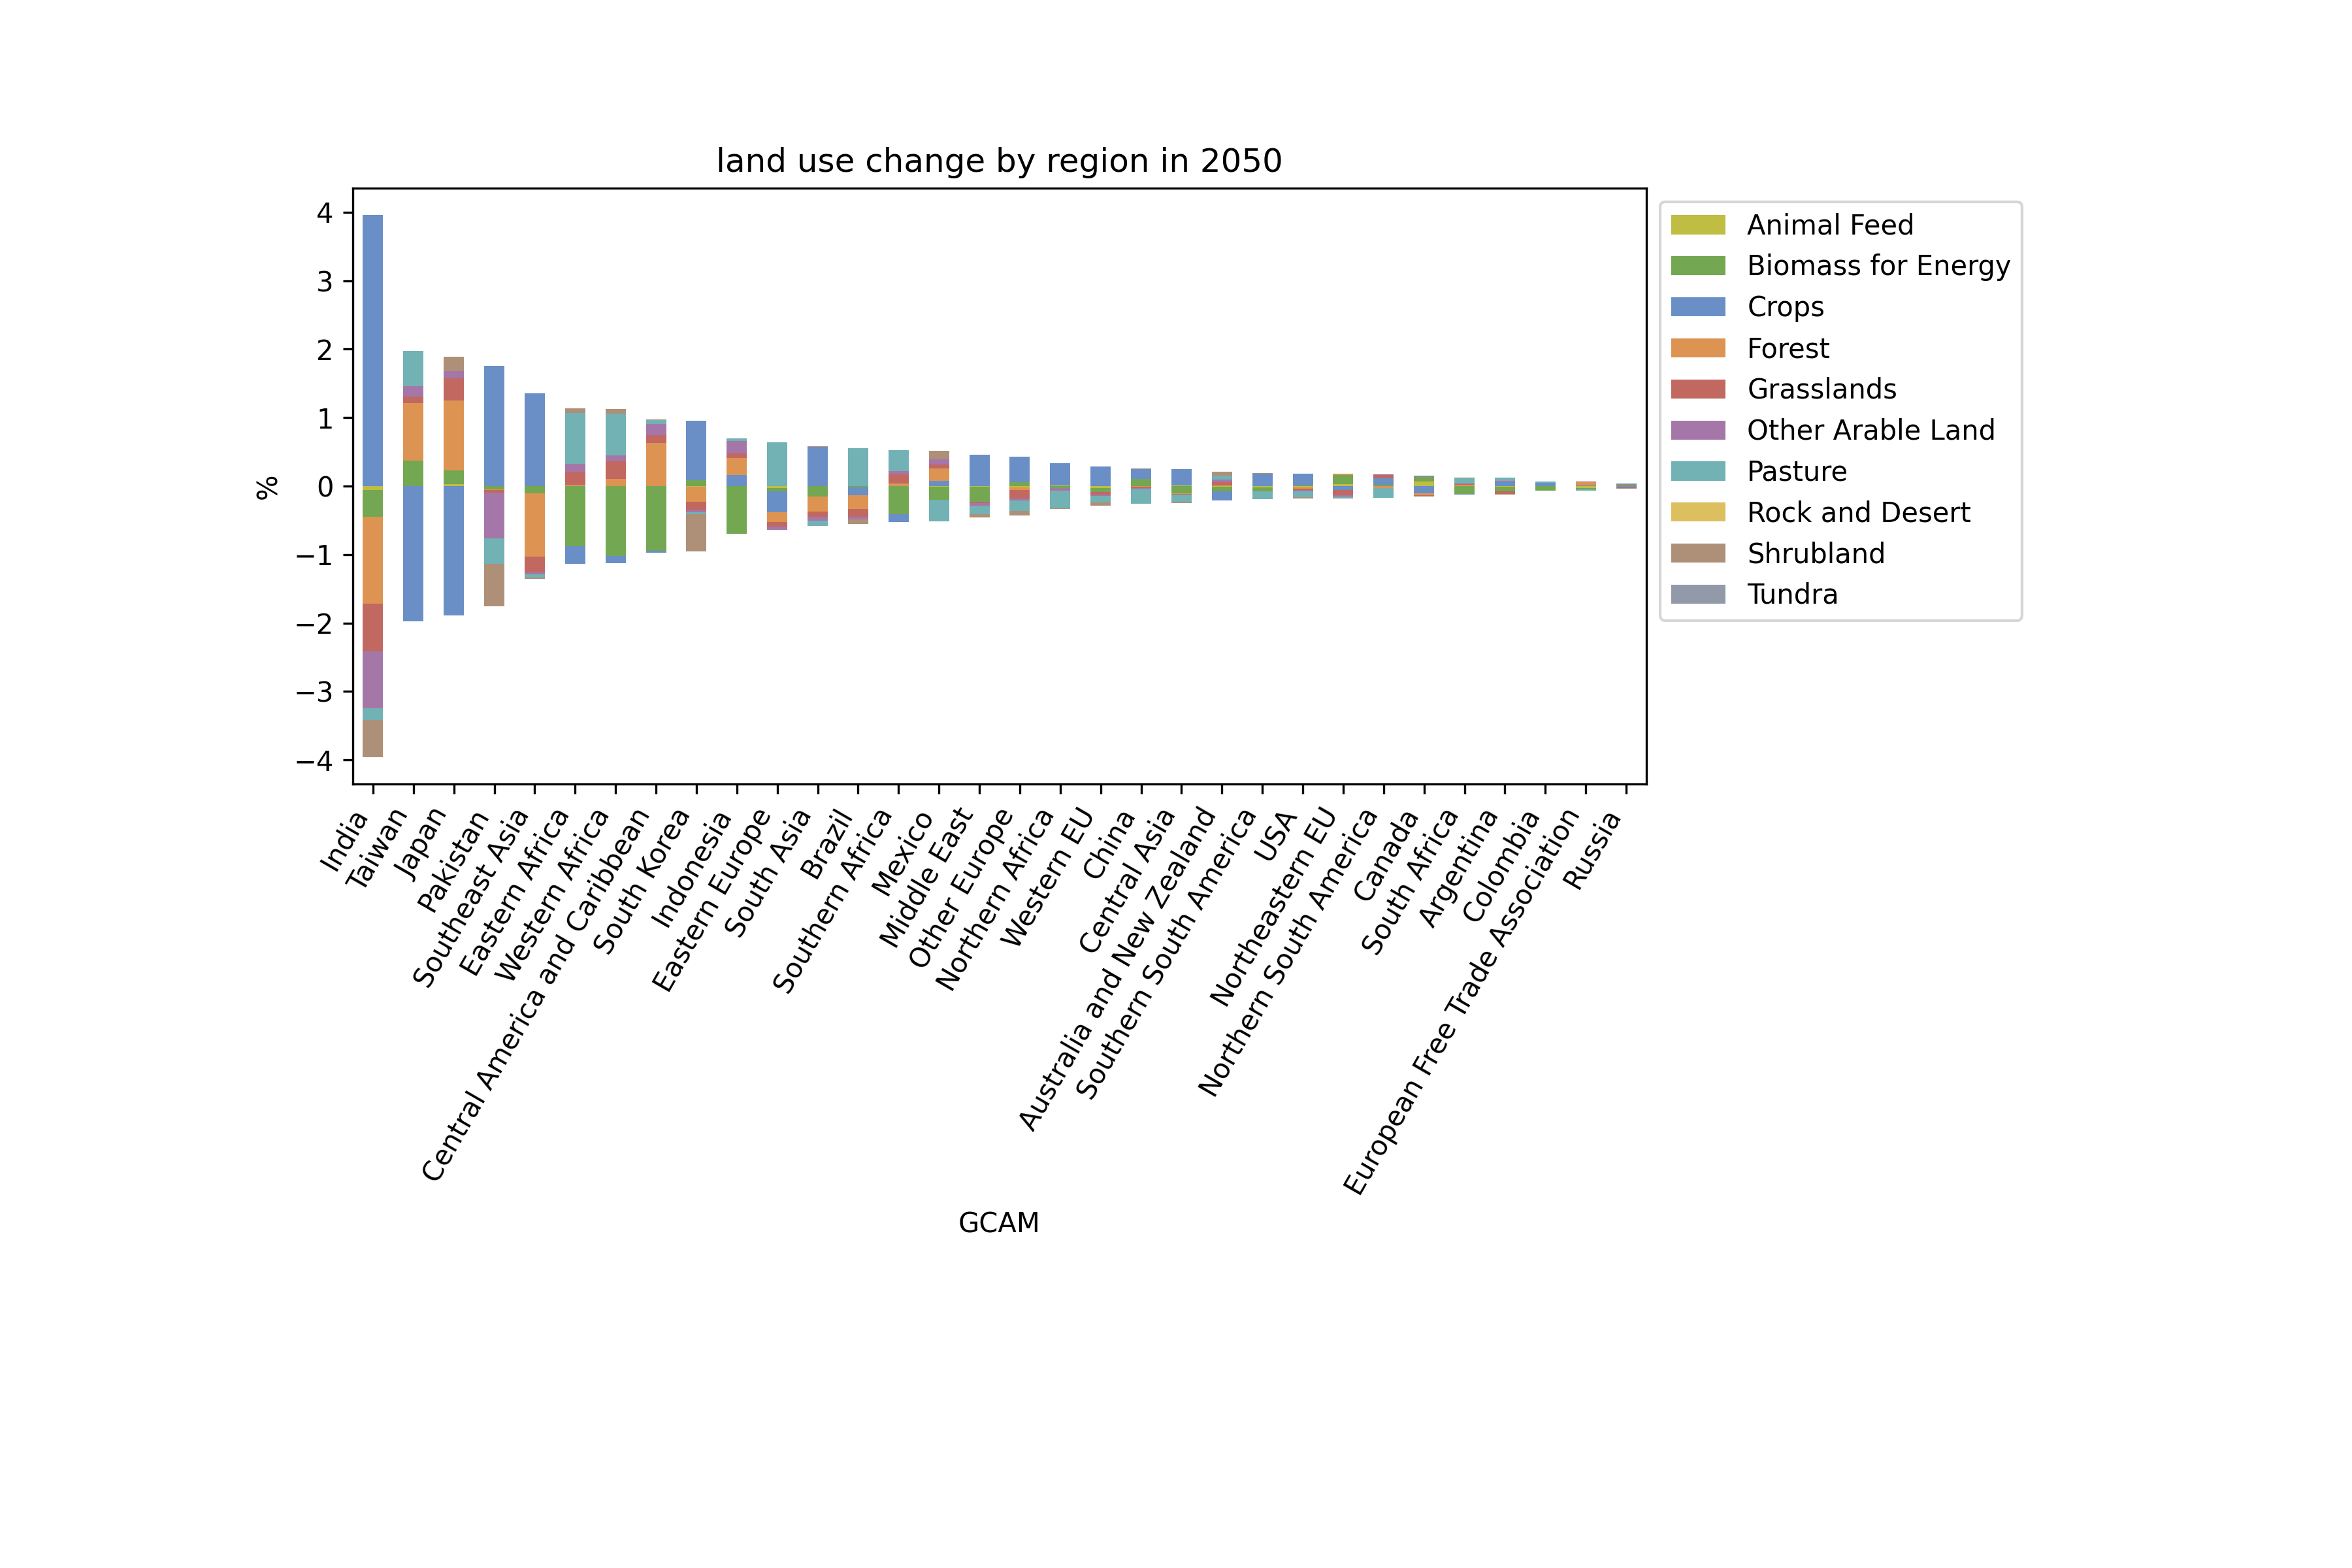 land use change by region in 2050
%
4
3
2
1
0
−1
−2
−3
−4
Animal Feed
Biomass for Energy
Crops
Forest
Grasslands
Other Arable Land
Pasture
Rock and Desert
Shrubland
Tundra
India
Taiwan
Japan
Pakistan
Southeast Asia
Eastern Africa
Western Africa
Central America and Caribbean
South Korea
Indonesia
Eastern Europe
South Asia
Brazil
Southern Africa
Mexico
Middle East
Other Europe
Northern Africa
Western EU
China
Central Asia
Australia and New Zealand
Southern South America
USA
Northeastern EU
Northern South America
Canada
South Africa
Argentina
Colombia
European Free Trade Association
Russia
GCAM